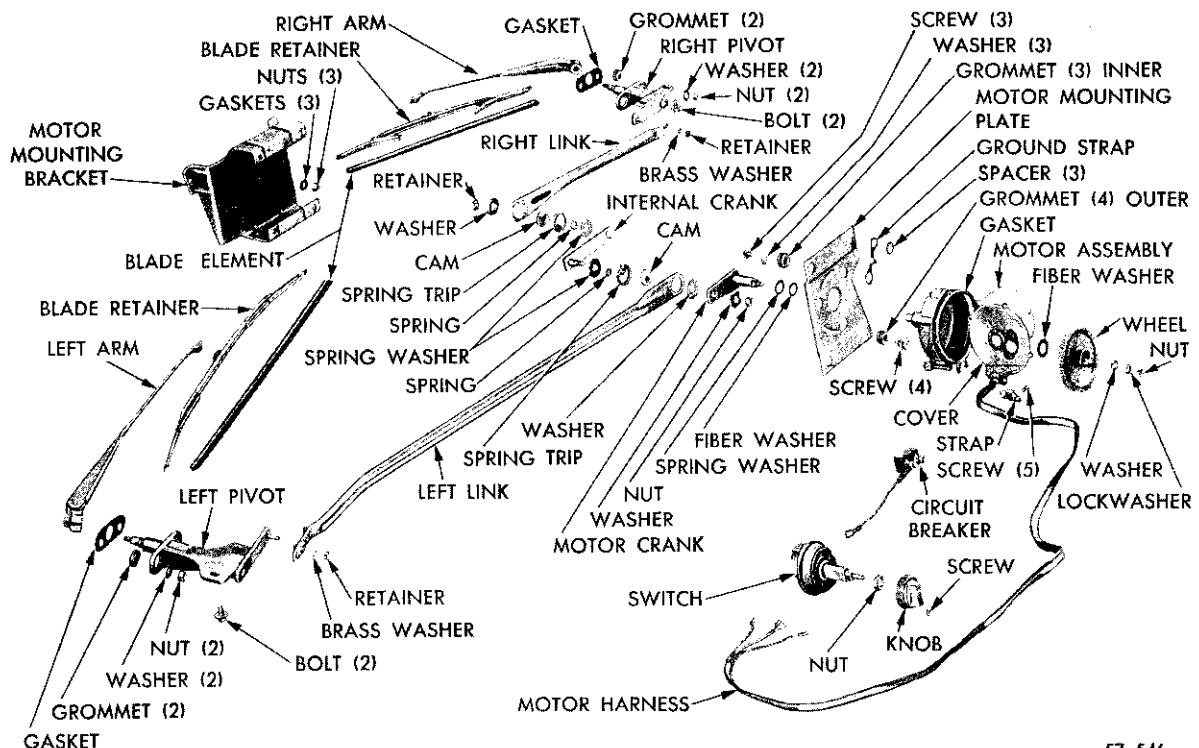 RIGHT ARM
BLADE RETAINER
NUTS (3)
GASKETS (3)
MOTOR
MOUNTING
BRACKET
GASKET
GROMMET (2)
RIGHT PIVOT
WASHER (2)
NUT (2)
BOLT (2)
SCREW (3)
WASHER (3)
GROMMET (3) INNER
MOTOR MOUNTING
PLATE
GROUND STRAP
SPACER (3)
GROMMET (4) OUTER
GASKET
MOTOR ASSEMBLY
FIBER WASHER
WHEEL
NUT
RIGHT LINK
RETAINER
BRASS WASHER
RETAINER
WASHER
INTERNAL CRANK
CAM
CAM
BLADE ELEMENT
SPRING TRIP
SPRING
SPRING WASHER
SPRING
BLADE RETAINER
LEFT ARM
WASHER
SPRING TRIP
LEFT LINK
FIBER WASHER
SPRING WASHER
NUT
WASHER
MOTOR CRANK
SCREW (4)
COVER
STRAP
SCREW (5)
WASHER
LOCKWASHER
CIRCUIT
BREAKER
LEFT PIVOT
RETAINER
BRASS WASHER
BOLT (2)
NUT (2)
WASHER (2)
GROMMET (2)
GASKET
SWITCH
NUT
KNOB
SCREW
MOTOR HARNESS